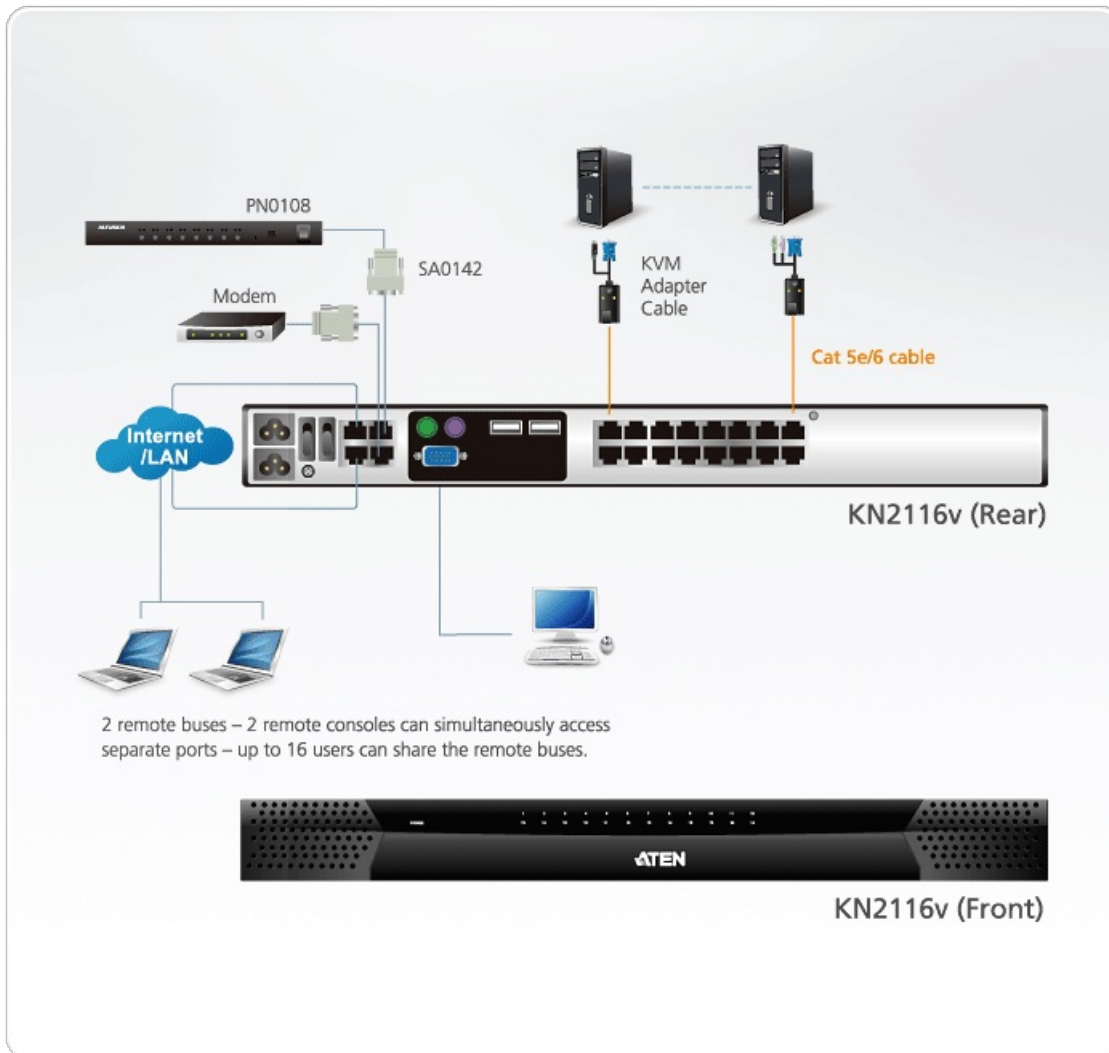 PN0108
SA0142
Modem
KVM
Adapter
Cable
Cat 5e/6 cable
Internet
/LAN
KN2116v (Rear)
2 remote buses – 2 remote consoles can simultaneously access
separate ports – up to 16 users can share the remote buses.
ATEN
KN2116v (Front)